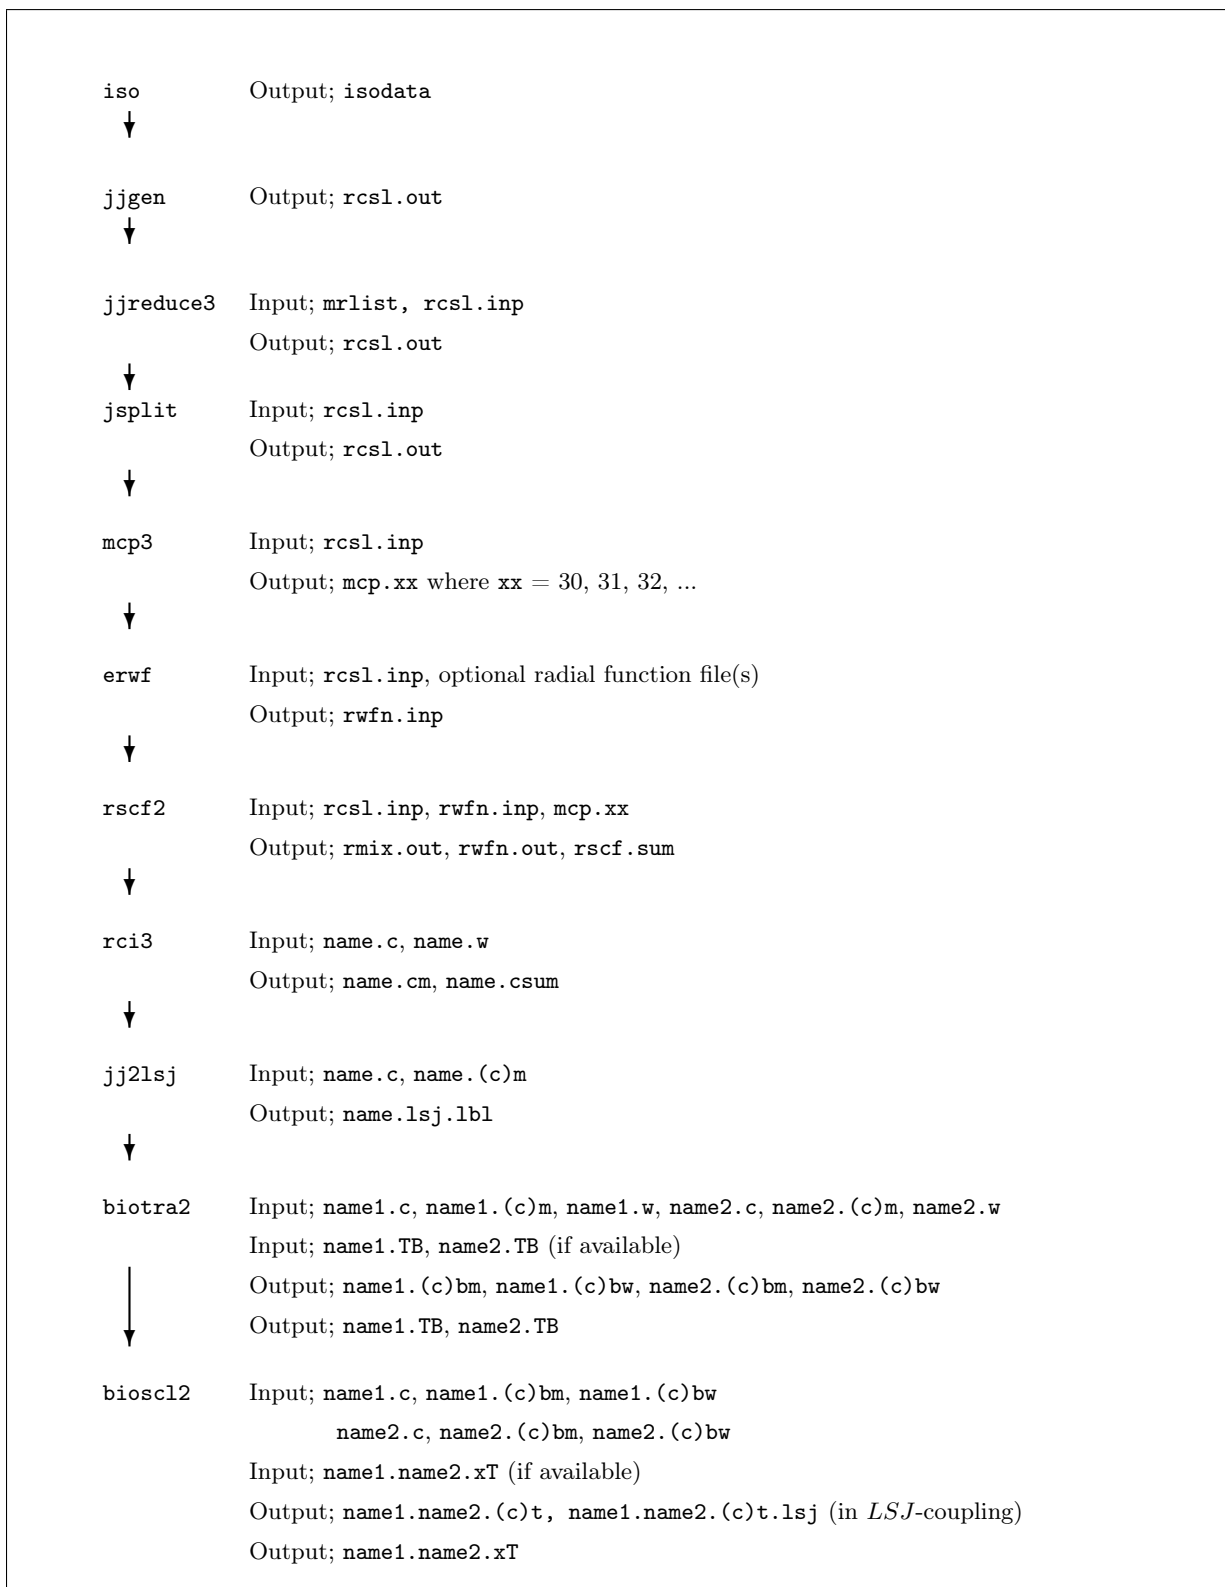 iso Output; isodata
jjgen Output; rcsl.out
jjreduce3 Input; mrlist, rcsl.inp
Output; rcsl.out
jsplit Input; rcsl.inp
Output; rcsl.out
mcp3 Input; rcsl.inp
Output; mcp.xx where xx = 30, 31, 32, ...
erwf Input; rcsl.inp, optional radial function file(s)
Output; rwfn.inp
rscf2 Input; rcsl.inp, rwfn.inp, mcp.xx
Output; rmix.out, rwfn.out, rscf.sum
rci3 Input; name.c, name.w
Output; name.cm, name.csum
jj2lsj Input; name.c, name.(c)m
Output; name.lsj.lbl
biotra2 Input; name1.c, name1.(c)m, name1.w, name2.c, name2.(c)m, name2.w
Input; name1.TB, name2.TB (if available)
Output; name1.(c)bm, name1.(c)bw, name2.(c)bm, name2.(c)bw
Output; name1.TB, name2.TB
bioscl2 Input; name1.c, name1.(c)bm, name1.(c)bw
name2.c, name2.(c)bm, name2.(c)bw
Input; name1.name2.xT (if available)
Output; name1.name2.(c)t, name1.name2.(c)t.lsj (in LSJ-coupling)
Output; name1.name2.xT